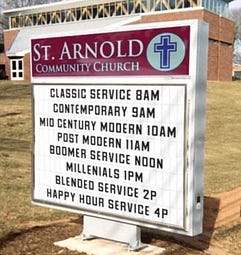 ST. ARNOLD
COMMUNITY CHURCH
CLASSIC SERVICE 8AM
CONTEMPORARY 9AM
MID CENTURY MODERN 10AM
POST MODERN 11AM
BOOMER SERVICE NOON
MILLENIALS 1PM
BLENDED SERVICE 2P
HAPPY HOUR SERVICE 4P